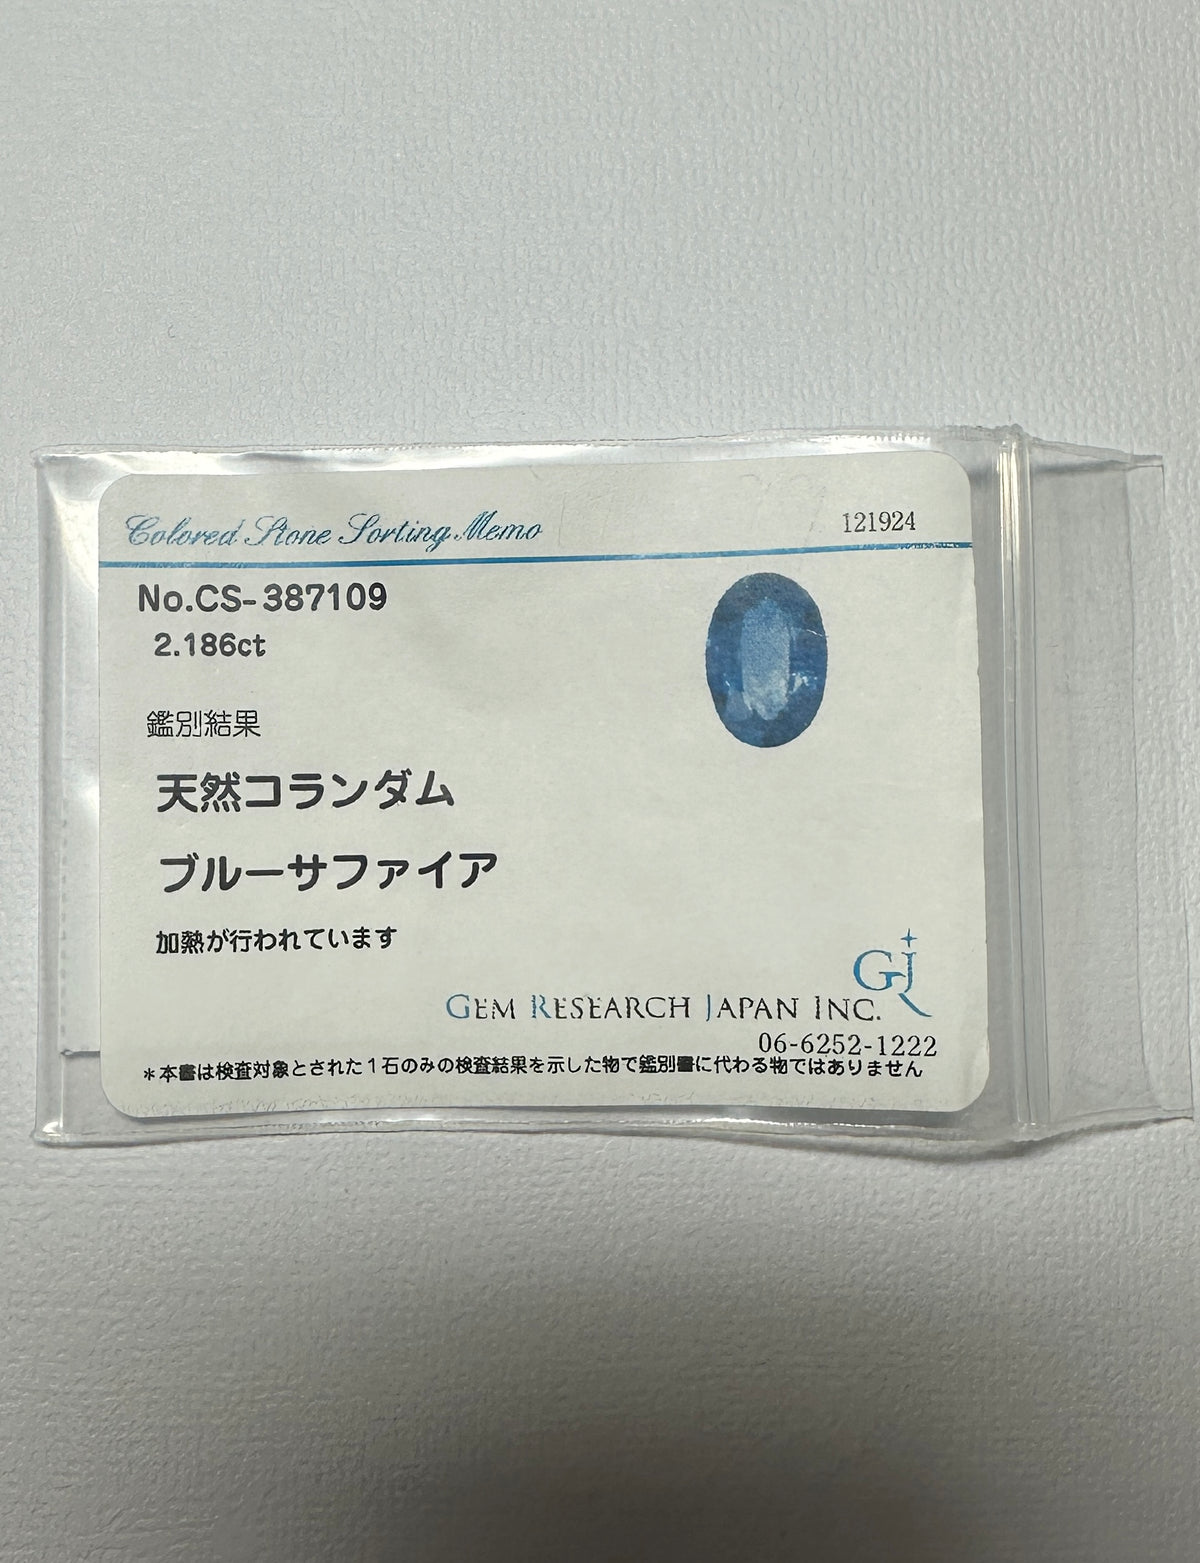 Colored Stone Sorting Memo
121924
No.CS-387109
2.186ct
鑑別結果
天然コランダム
ブルーサファイア
加熱が行われています
GJ
GEM RESEARCH JAPAN INC.
06-6252-1222
*本書は検査対象とされた1石のみの検査結果を示した物で鑑別書に代わる物ではありません